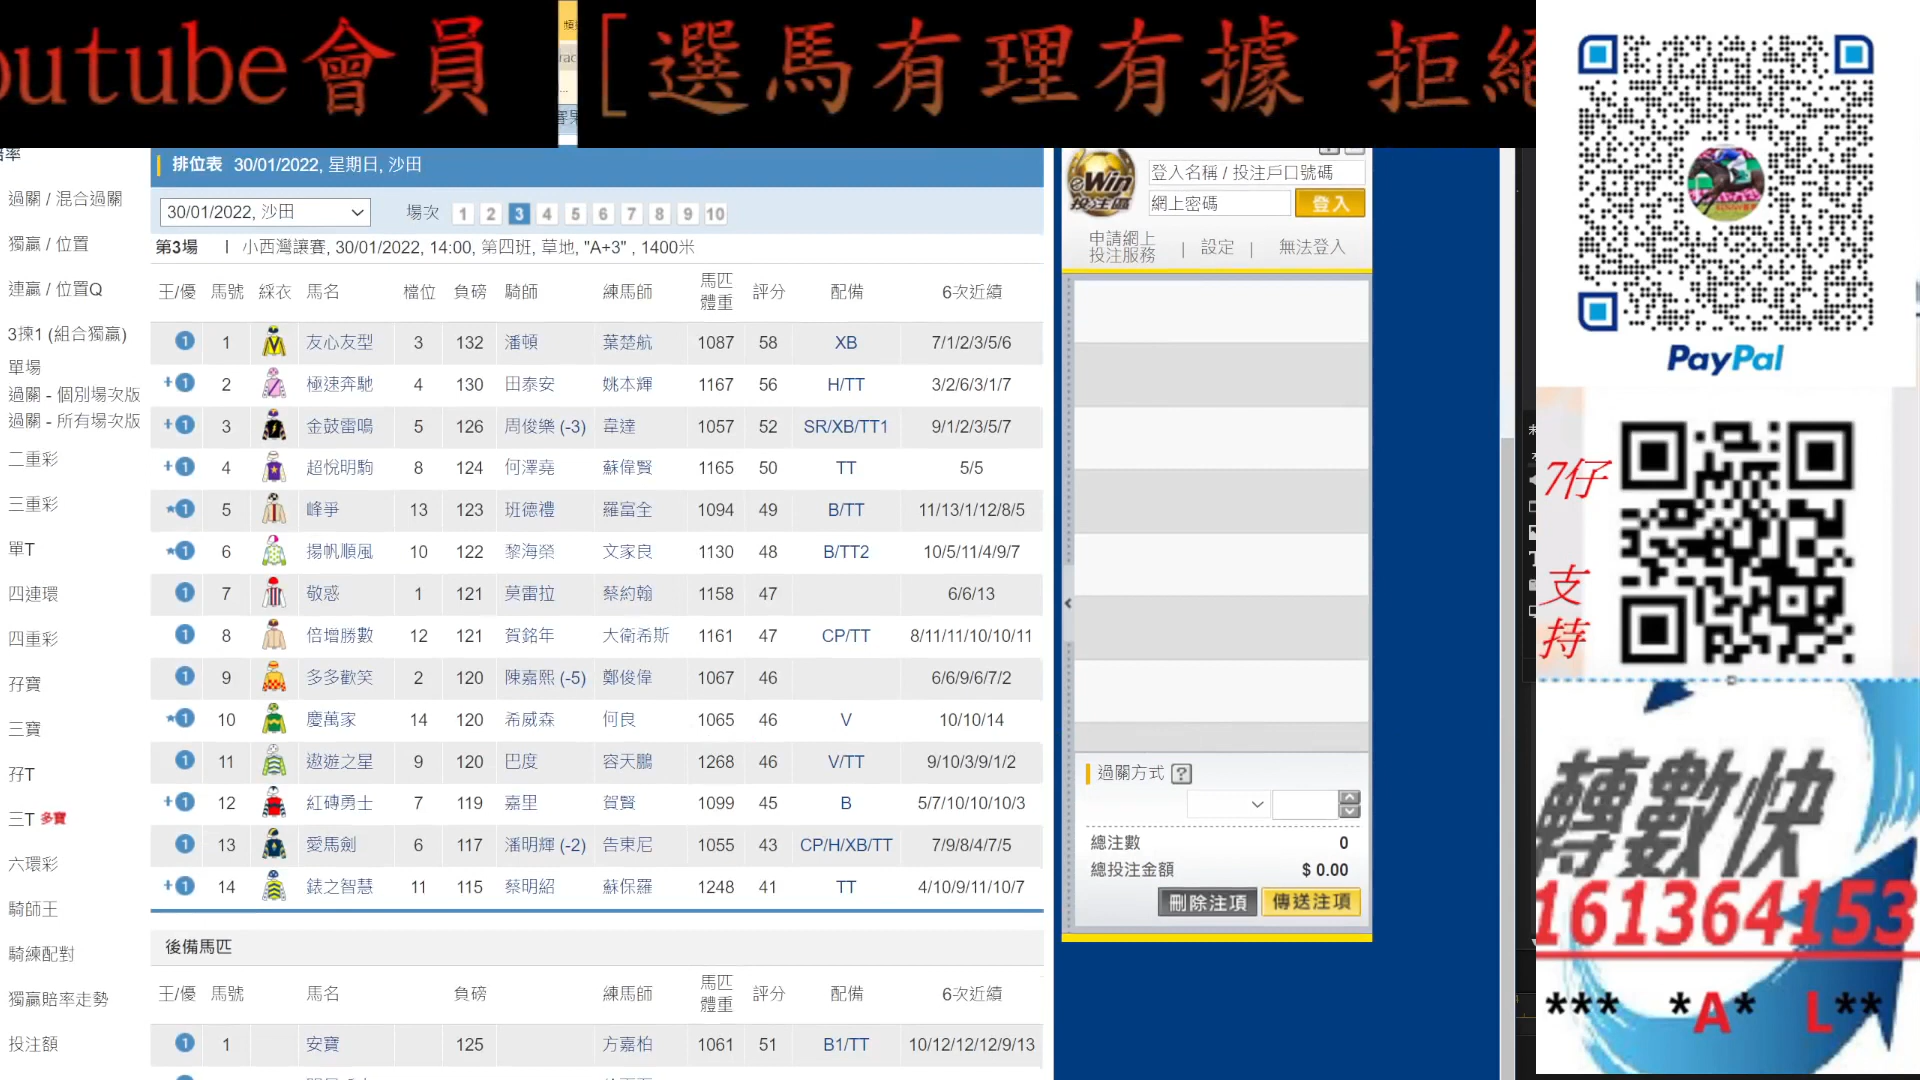 outube會員
[選馬有理有據 拒絕
過關 / 混合過關
獨贏 / 位置
連贏 / 位置Q
3揀1 (組合獨贏)
單場
過關 - 個別場次版
過關 - 所有場次版
二重彩
三重彩
單T
四連環
四重彩
孖寶
三寶
孖T
三T 多寶
六環彩
騎師王
騎練配對
獨贏賠率走勢
投注額
排位表 30/01/2022, 星期日, 沙田
30/01/2022, 沙田 場次 1 2 3 4 5 6 7 8 9 10
第3場 | 小西灣讓賽, 30/01/2022, 14:00, 第四班, 草地, "A+3" , 1400米
王/優 馬號 綵衣 馬名 檔位 負磅 騎師 練馬師 馬匹體重 評分 配備 6次近績
1 1 友心友型 3 132 潘頓 葉楚航 1087 58 XB 7/1/2/3/5/6
+1 2 極速奔馳 4 130 田泰安 姚本輝 1167 56 H/TT 3/2/6/3/1/7
+1 3 金鼓雷鳴 5 126 周俊樂 (-3) 韋達 1057 52 SR/XB/TT1 9/1/2/3/5/7
+1 4 超悅明駒 8 124 何澤堯 蘇偉賢 1165 50 TT 5/5
★1 5 峰爭 13 123 班德禮 羅富全 1094 49 B/TT 11/13/1/12/8/5
★1 6 揚帆順風 10 122 黎海榮 文家良 1130 48 B/TT2 10/5/11/4/9/7
1 7 敬惑 1 121 莫雷拉 蔡約翰 1158 47 6/6/13
1 8 倍增勝數 12 121 賀銘年 大衛希斯 1161 47 CP/TT 8/11/11/10/10/11
1 9 多多歡笑 2 120 陳嘉熙 (-5) 鄭俊偉 1067 46 6/6/9/6/7/2
★1 10 慶萬家 14 120 希威森 何良 1065 46 V 10/10/14
1 11 遨遊之星 9 120 巴度 容天鵬 1268 46 V/TT 9/10/3/9/1/2
+1 12 紅磚勇士 7 119 嘉里 賀賢 1099 45 B 5/7/10/10/10/3
1 13 愛馬劍 6 117 潘明輝 (-2) 告東尼 1055 43 CP/H/XB/TT 7/9/8/4/7/5
+1 14 錶之智慧 11 115 蔡明紹 蘇保羅 1248 41 TT 4/10/9/11/10/7
後備馬匹
王/優 馬號 馬名 負磅 練馬師 馬匹體重 評分 配備 6次近績
1 1 安寶 125 方嘉柏 1061 51 B1/TT 10/12/12/12/9/13
eWin
投注區
登入名稱 / 投注戶口號碼
網上密碼
登入
申請網上投注服務 | 設定 | 無法登入
過關方式 ?
總注數 0
總投注金額 $ 0.00
刪除注項 傳送注項
PayPal
7仔
支
持
轉數快
161364153
*** *A* L**